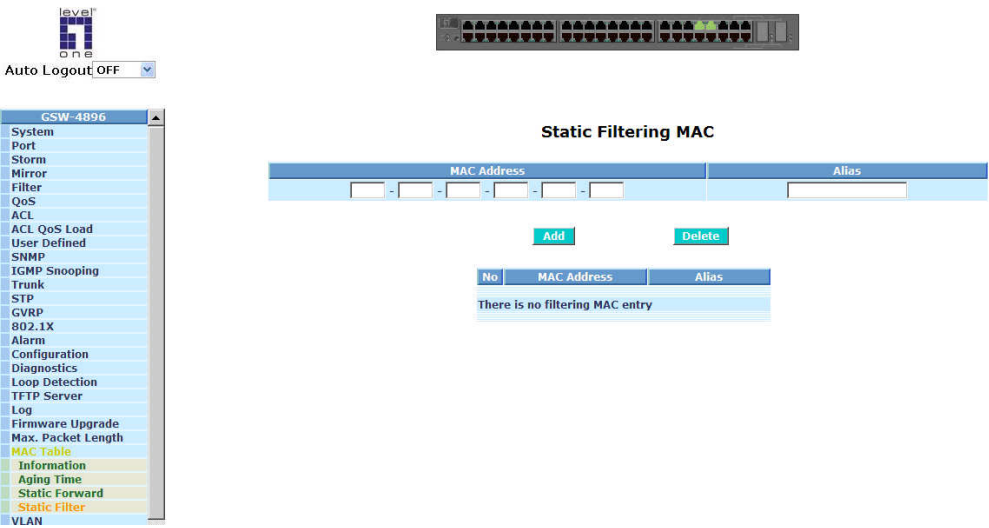 level
one
Auto Logout OFF
GSW-4896
System
Port
Storm
Mirror
Filter
QoS
ACL
ACL QoS Load
User Defined
SNMP
IGMP Snooping
Trunk
STP
GVRP
802.1X
Alarm
Configuration
Diagnostics
Loop Detection
TFTP Server
Log
Firmware Upgrade
Max. Packet Length
MAC Table
Information
Aging Time
Static Forward
Static Filter
VLAN
Static Filtering MAC
MAC Address Alias
- - - - -
Add Delete
No MAC Address Alias
There is no filtering MAC entry